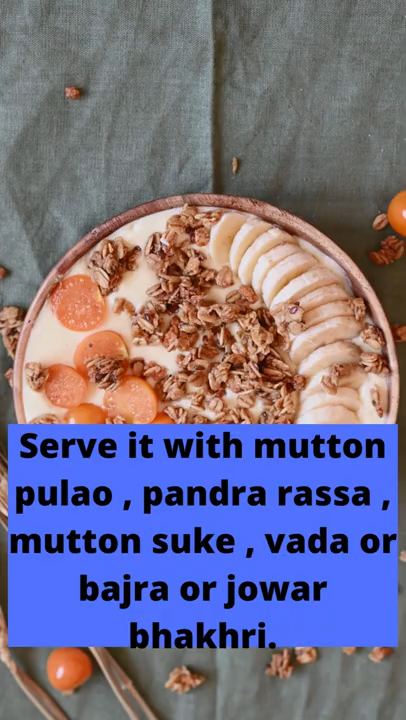 Serve it with mutton
pulao , pandra rassa ,
mutton suke , vada or
bajra or jowar
bhakhri.